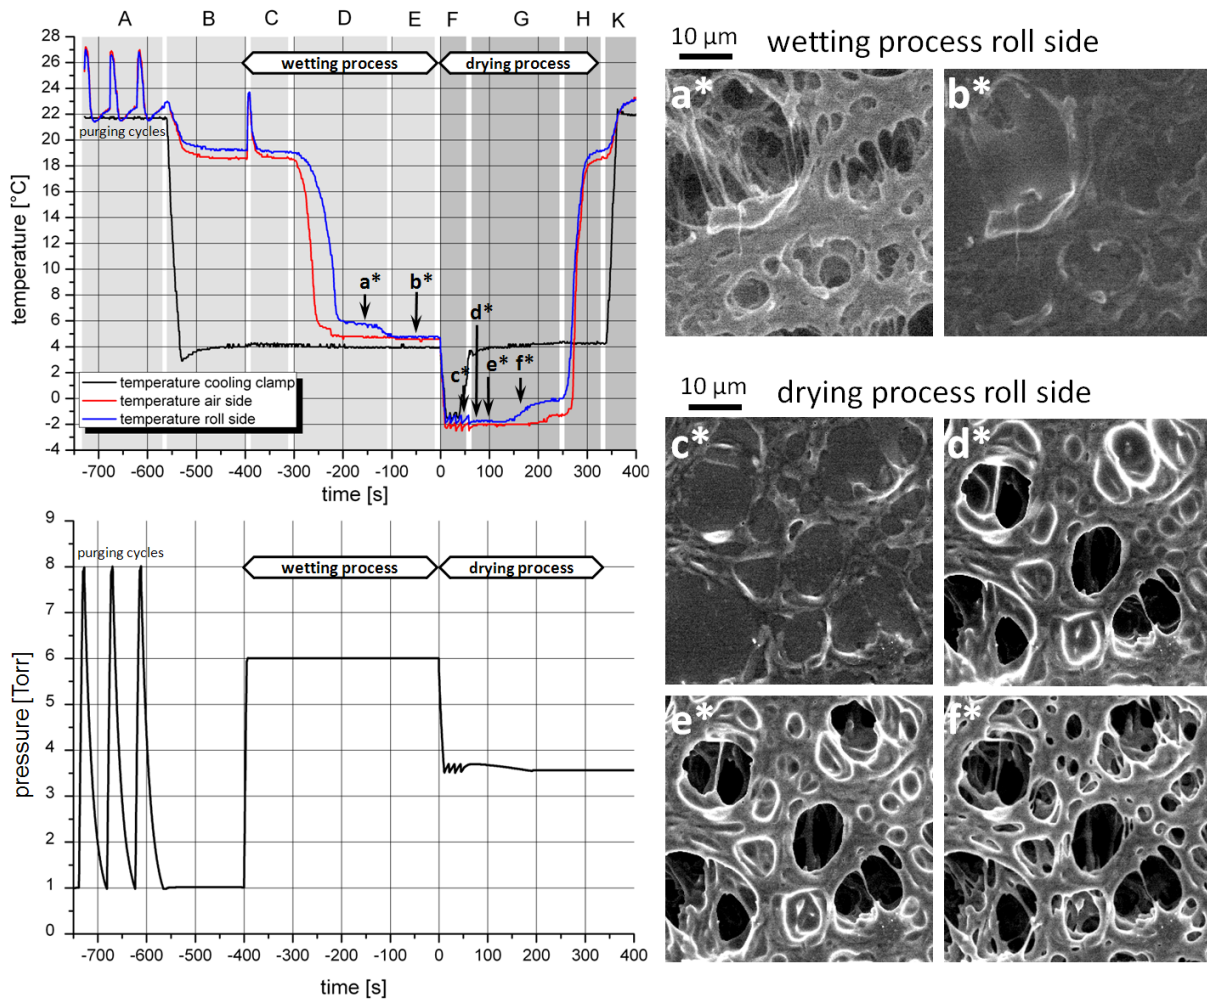 A B C D E F G H K
28
26
24
22
20
18
16
14
12
10
8
6
4
2
0
-2
-4
temperature [°C]
wetting process
drying process
purging cycles
a*
b*
c*
d*
e*
f*
temperature cooling clamp
temperature air side
temperature roll side
-700 -600 -500 -400 -300 -200 -100 0 100 200 300 400
time [s]
9
8
7
6
5
4
3
2
1
0
pressure [Torr]
purging cycles
wetting process
drying process
-700 -600 -500 -400 -300 -200 -100 0 100 200 300 400
time [s]
10 µm wetting process roll side
a*
b*
10 µm drying process roll side
c*
d*
e*
f*